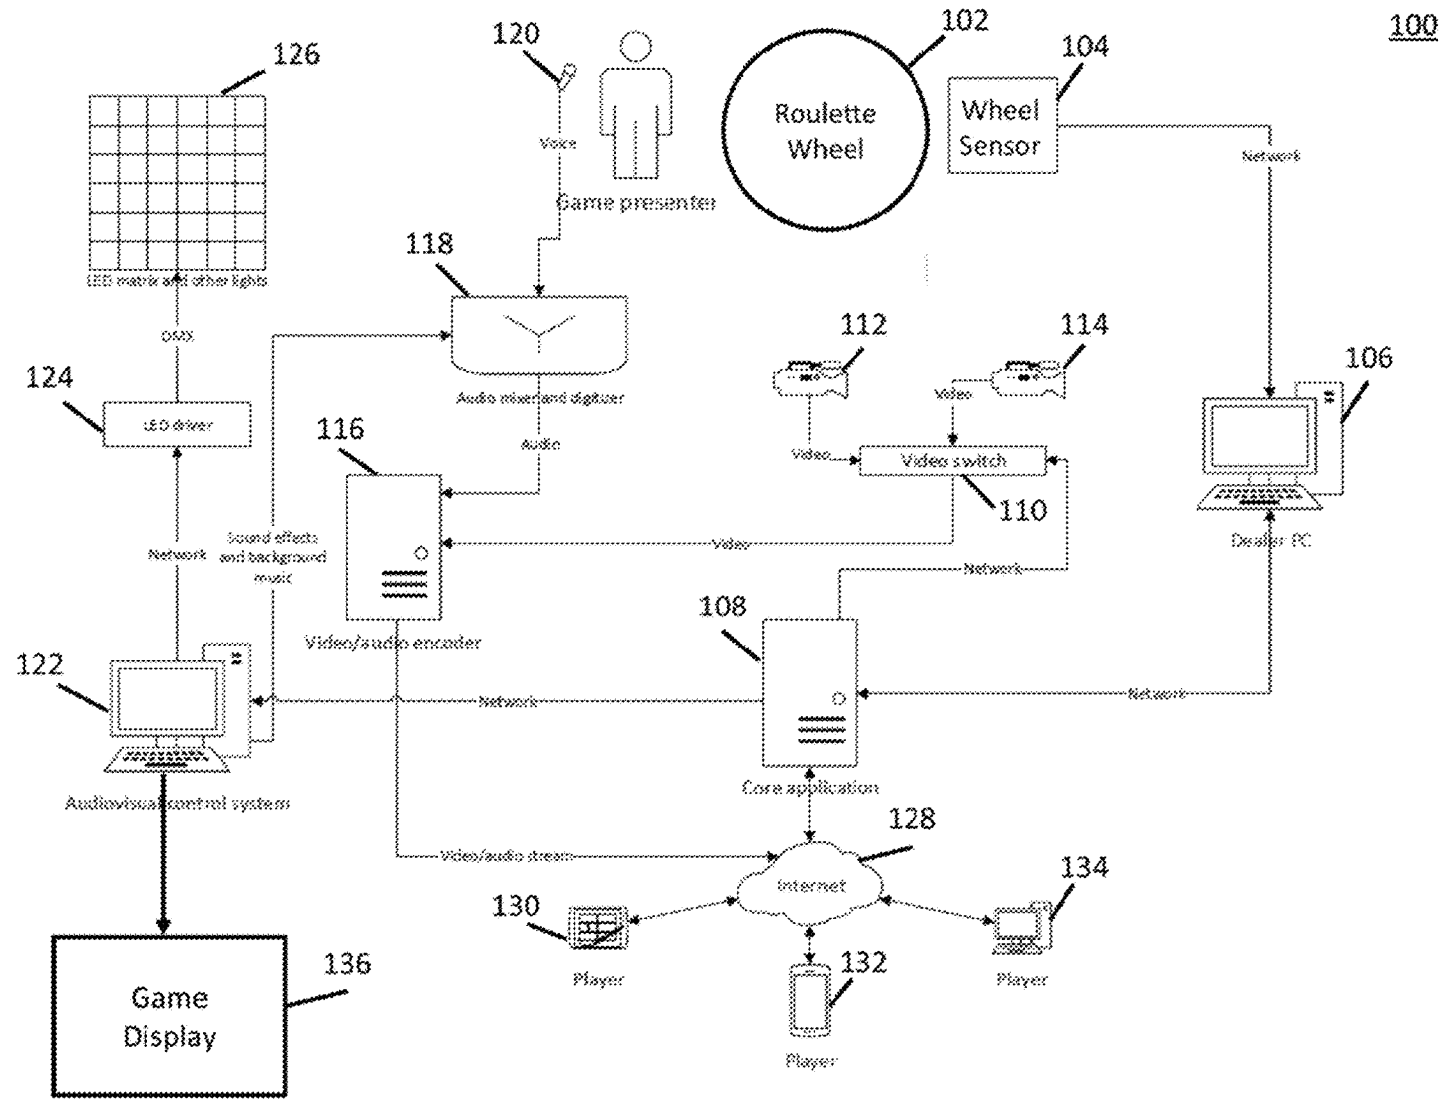 100
120
102
104
126
Roulette
Wheel
Wheel
Sensor
Voice
Network
Game presenter
118
LED matrix and other lights
112
114
DMX
106
124
Audio mixer and digitizer
Video
LED driver
116
Audio
Video
Video switch
110
Network
Sound effects
and background
music
Video
Dealer PC
Network
108
Video/audio encoder
122
Network
Network
Audiovisual control system
Core application
128
Video/audio stream
Internet
134
130
136
132
Player
Player
Game
Display
Player